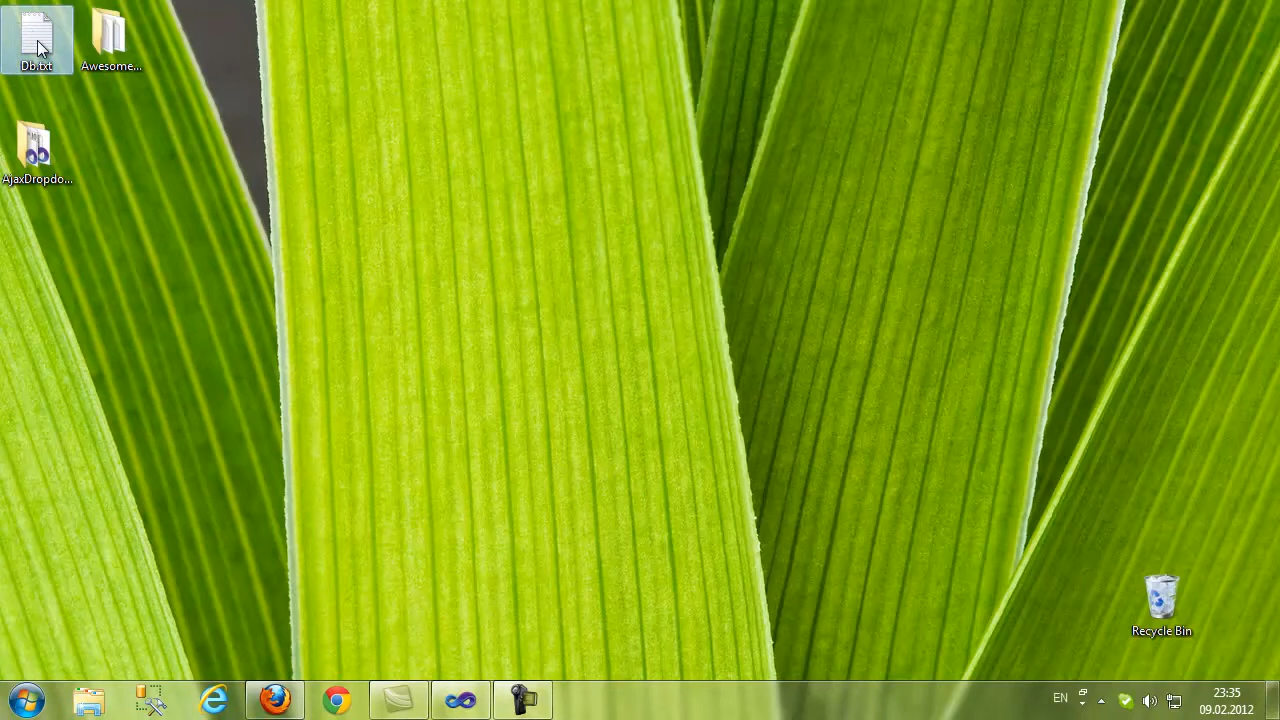 Db.txt
Awesome...
AjaxDropdo...
Recycle Bin
EN
23:35
09.02.2012